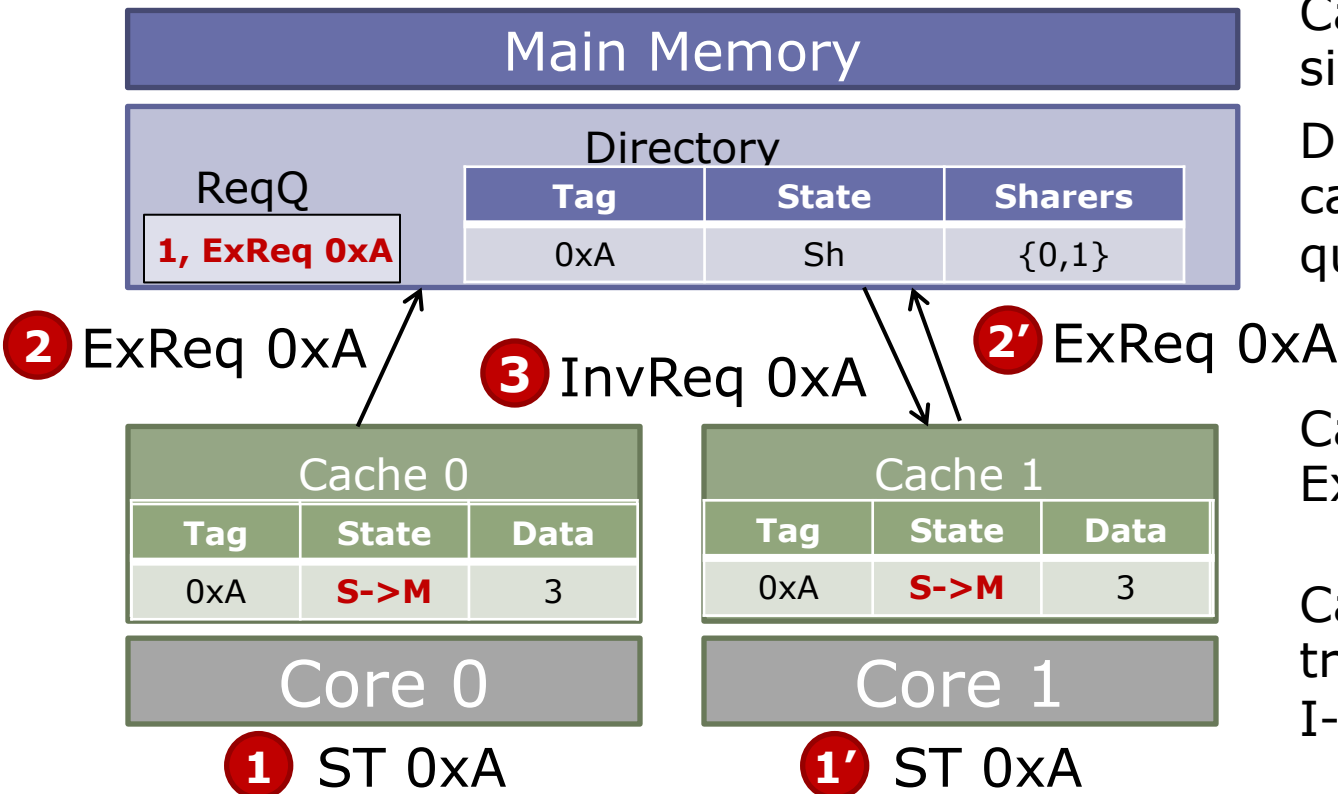 Main Memory
Directory
ReqQ
1, ExReq 0xA
Tag State Sharers
0xA Sh {0,1}
2 ExReq 0xA
3 InvReq 0xA
2′ ExReq 0xA
Cache 0
Tag State Data
0xA S->M 3
Core 0
1 ST 0xA
Cache 1
Tag State Data
0xA S->M 3
Core 1
1′ ST 0xA